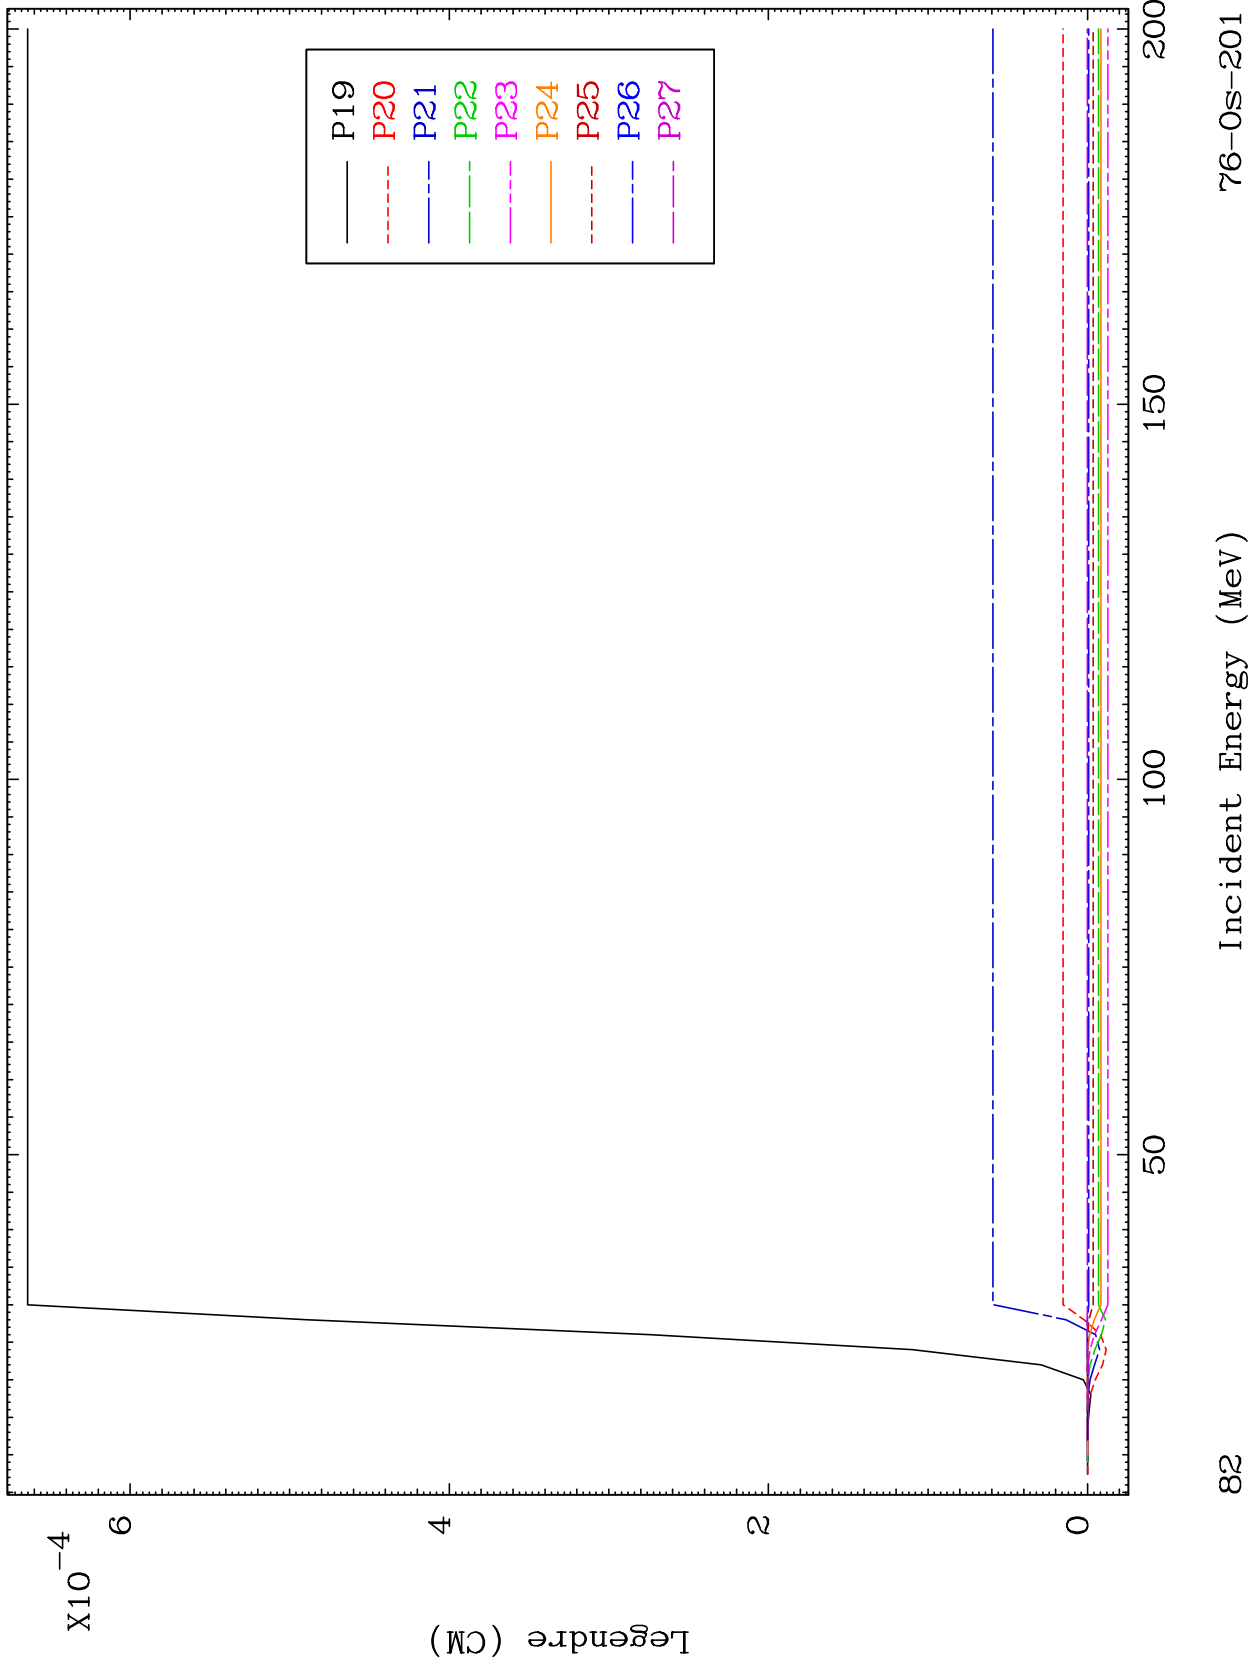 X10
-4
6
4
2
0
Legendre (CM)
P19
P20
P21
P22
P23
P24
P25
P26
P27
50
100
150
200
Incident Energy (MeV)
82
76-Os-201